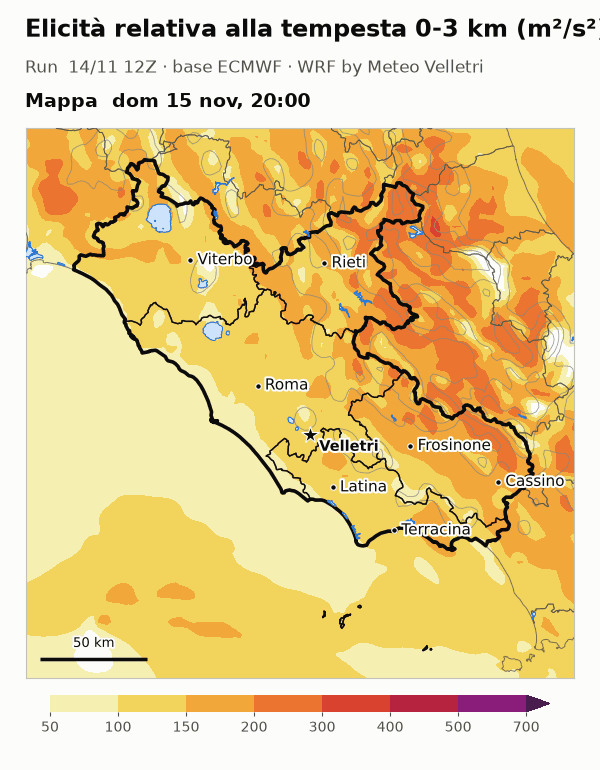 Elicità relativa alla tempesta 0-3 km (m²/s²)
Run 14/11 12Z · base ECMWF · WRF by Meteo Velletri
Mappa dom 15 nov, 20:00
Viterbo
Rieti
Roma
Velletri
Frosinone
Latina
Cassino
Terracina
50 km
50 100 150 200 300 400 500 700